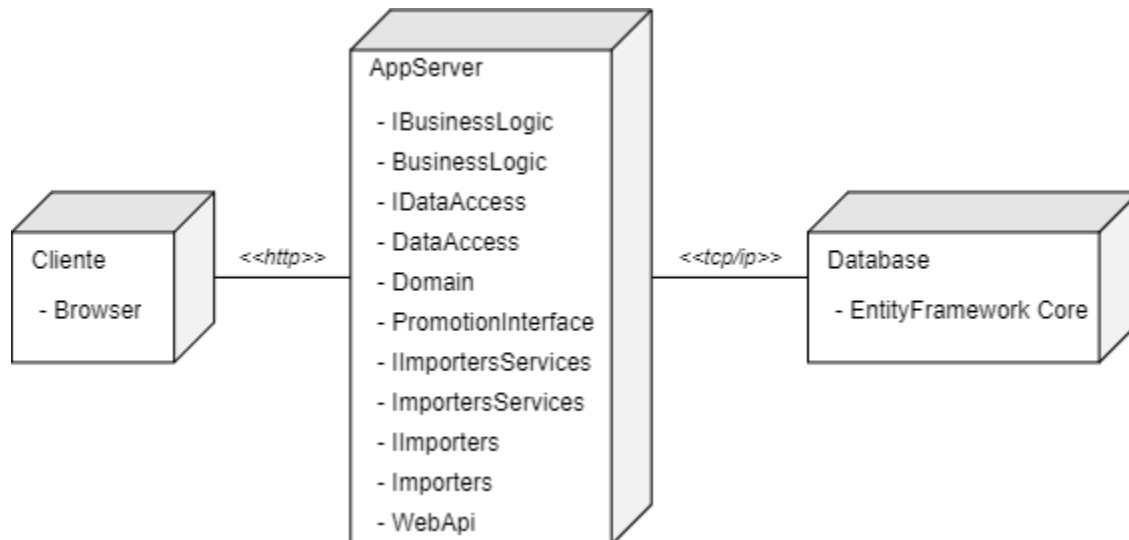 AppServer
- IBusinessLogic
- BusinessLogic
- IDataAccess
- DataAccess
- Domain
- PromotionInterface
- IImportersServices
- ImportersServices
- IImporters
- Importers
- WebApi
Cliente
- Browser
<<http>>
<<tcp/ip>>
Database
- EntityFramework Core